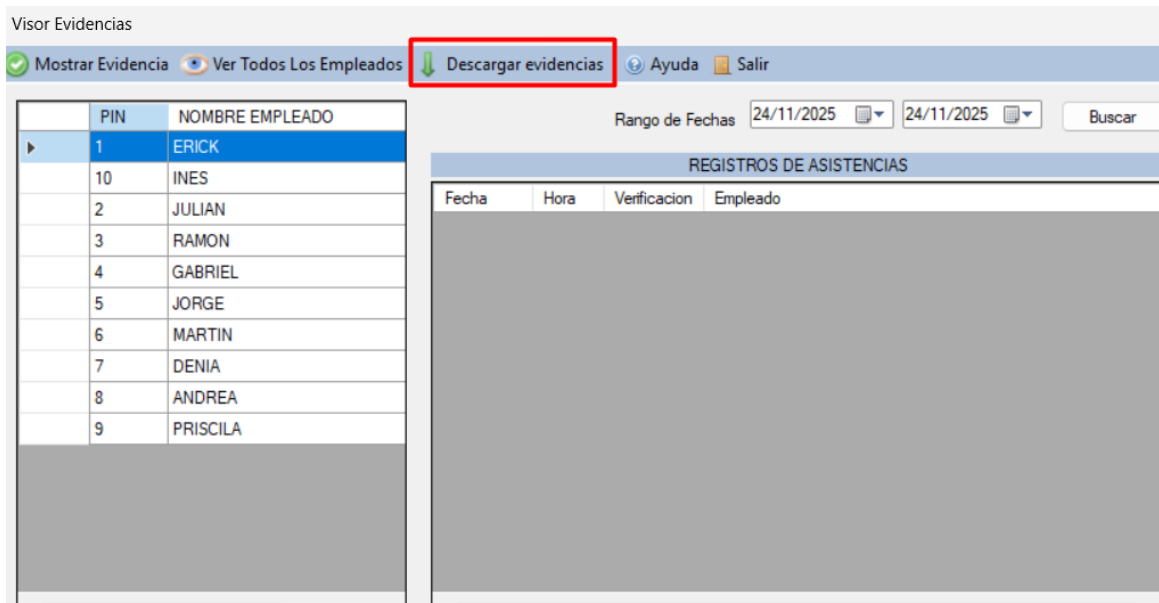 Visor Evidencias
Mostrar Evidencia Ver Todos Los Empleados Descargar evidencias Ayuda Salir
PIN NOMBRE EMPLEADO
1 ERICK
10 INES
2 JULIAN
3 RAMON
4 GABRIEL
5 JORGE
6 MARTIN
7 DENIA
8 ANDREA
9 PRISCILA
Rango de Fechas 24/11/2025 24/11/2025 Buscar
REGISTROS DE ASISTENCIAS
Fecha Hora Verificacion Empleado